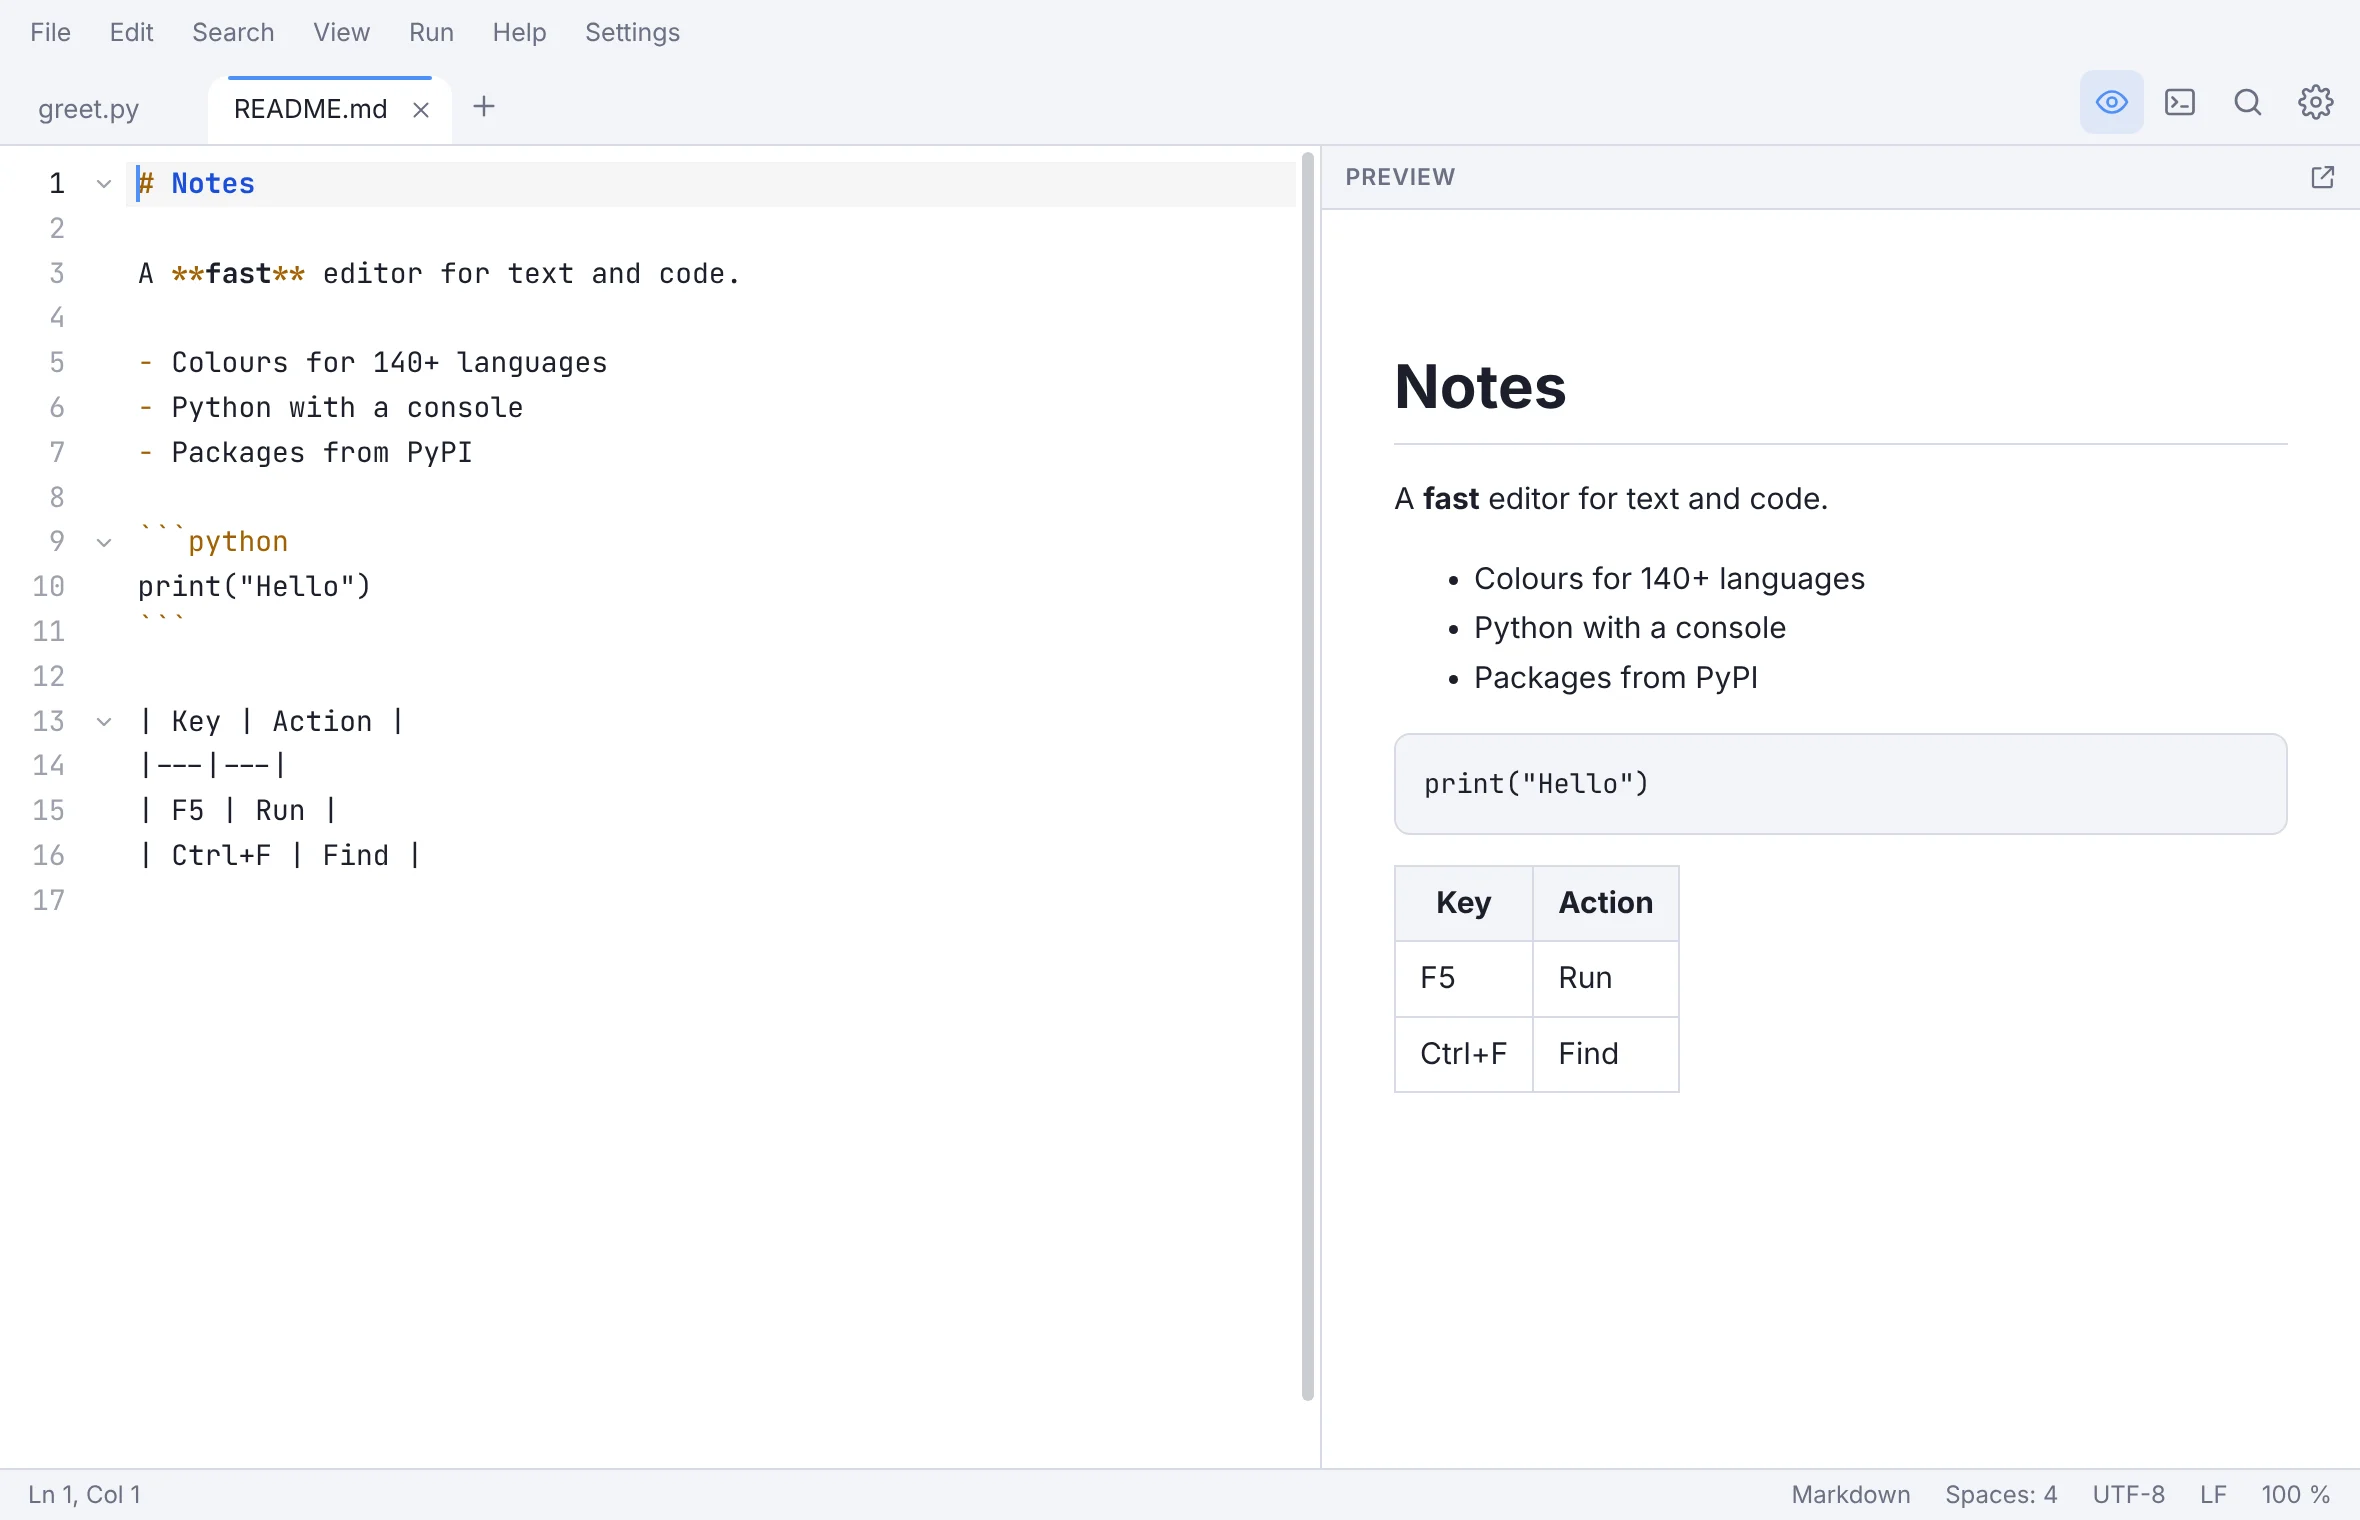 File Edit Search View Run Help Settings
greet.py README.md
1 # Notes
2
3 A **fast** editor for text and code.
4
5 - Colours for 140+ languages
6 - Python with a console
7 - Packages from PyPI
8
9 ```python
10 print("Hello")
11 ```
12
13 | Key | Action |
14 |---|---|
15 | F5 | Run |
16 | Ctrl+F | Find |
17
PREVIEW
Notes
A fast editor for text and code.
• Colours for 140+ languages
• Python with a console
• Packages from PyPI
print("Hello")
Key Action
F5 Run
Ctrl+F Find
Ln 1, Col 1 Markdown Spaces: 4 UTF-8 LF 100 %